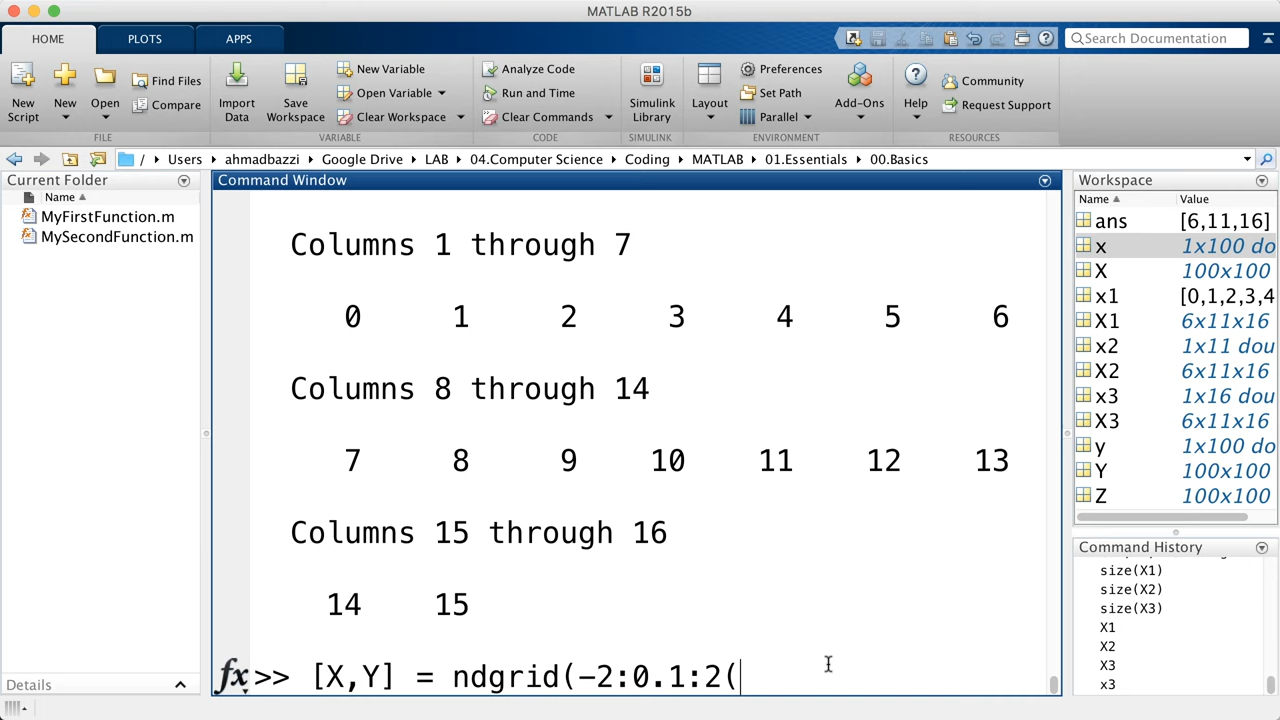 MATLAB R2015b
HOME PLOTS APPS
Search Documentation
New Script
New
Open
Find Files
Compare
FILE
Import Data
Save Workspace
New Variable
Open Variable
Clear Workspace
VARIABLE
Analyze Code
Run and Time
Clear Commands
CODE
Simulink Library
SIMULINK
Layout
Preferences
Set Path
Parallel
Add-Ons
ENVIRONMENT
Help
Community
Request Support
RESOURCES
/ Users ahmadbazzi Google Drive LAB 04.Computer Science Coding MATLAB 01.Essentials 00.Basics
Current Folder
Name
MyFirstFunction.m
MySecondFunction.m
Details
Command Window
Columns 1 through 7
0 1 2 3 4 5 6
Columns 8 through 14
7 8 9 10 11 12 13
Columns 15 through 16
14 15
fx >> [X,Y] = ndgrid(-2:0.1:2(
Workspace
Name Value
ans [6,11,16]
x 1x100 do
X 100x100
x1 [0,1,2,3,4
X1 6x11x16
x2 1x11 dou
X2 6x11x16
x3 1x16 dou
X3 6x11x16
y 1x100 do
Y 100x100
Z 100x100
Command History
size(X1)
size(X2)
size(X3)
X1
X2
X3
x3